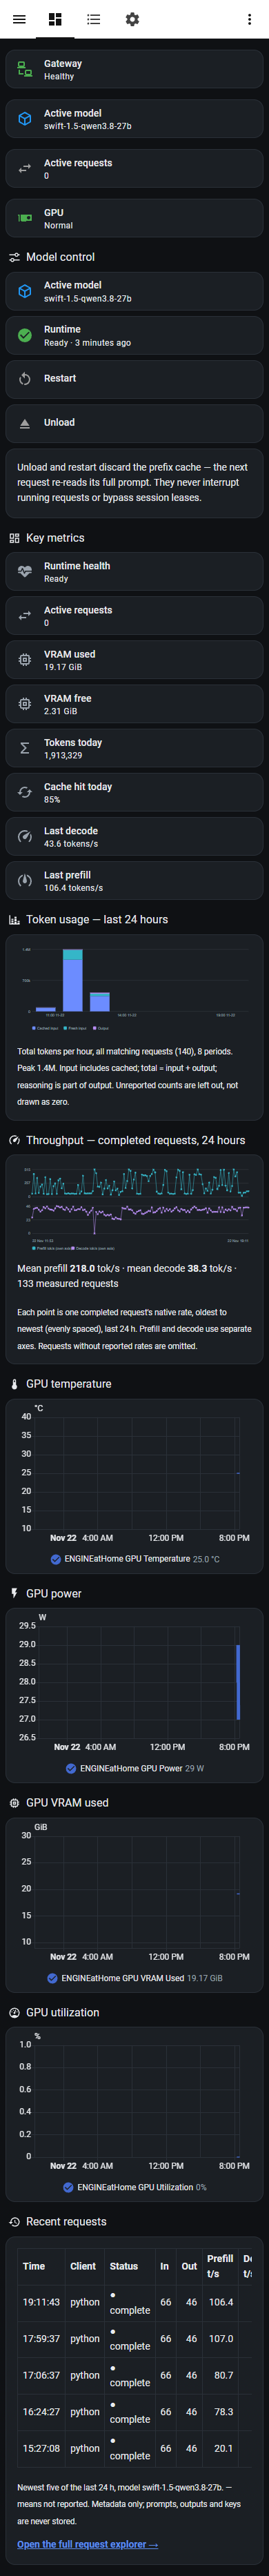 Gateway
Healthy
Active model
swift-1.5-qwen3.8-27b
Active requests
0
GPU
Normal
Model control
Active model
swift-1.5-qwen3.8-27b
Runtime
Ready · 3 minutes ago
Restart
Unload
Unload and restart discard the prefix cache — the next
request re-reads its full prompt. They never interrupt
running requests or bypass session leases.
Key metrics
Runtime health
Ready
Active requests
0
VRAM used
19.17 GiB
VRAM free
2.31 GiB
Tokens today
1,913,329
Cache hit today
85%
Last decode
43.6 tokens/s
Last prefill
106.4 tokens/s
Token usage — last 24 hours
1.4M
0
Cached input Fresh input Output
Total tokens per hour, all matching requests (140), 8 periods.
Peak 1.4M. Input includes cached; total = input + output;
reasoning is part of output. Unreported counts are left out, not
drawn as zero.
Throughput — completed requests, 24 hours
Mean prefill 218.0 tok/s · mean decode 38.3 tok/s ·
133 measured requests
Each point is one completed request's native rate, oldest to
newest (evenly spaced), last 24 h. Prefill and decode use separate
axes. Requests without reported rates are omitted.
GPU temperature
°C
40
35
30
25
20
15
10
Nov 22 4:00 AM 12:00 PM 8:00 PM
ENGINEatHome GPU Temperature 25.0 °C
GPU power
W
29.5
29.0
28.5
28.0
27.5
27.0
26.5
Nov 22 4:00 AM 12:00 PM 8:00 PM
ENGINEatHome GPU Power 29 W
GPU VRAM used
GiB
30
25
20
15
10
Nov 22 4:00 AM 12:00 PM 8:00 PM
ENGINEatHome GPU VRAM Used 19.17 GiB
GPU utilization
%
1.0
0.8
0.6
0.4
0.2
0
Nov 22 4:00 AM 12:00 PM 8:00 PM
ENGINEatHome GPU Utilization 0%
Recent requests
Time Client Status In Out Prefill t/s
19:11:43 python ● complete 66 46 106.4
17:59:37 python ● complete 66 46 107.0
17:06:37 python ● complete 66 46 80.7
16:24:27 python ● complete 66 46 78.3
15:27:08 python ● complete 66 46 20.1
Newest five of the last 24 h, model swift-1.5-qwen3.8-27b. —
means not reported. Metadata only; prompts, outputs and keys
are never stored.
Open the full request explorer →